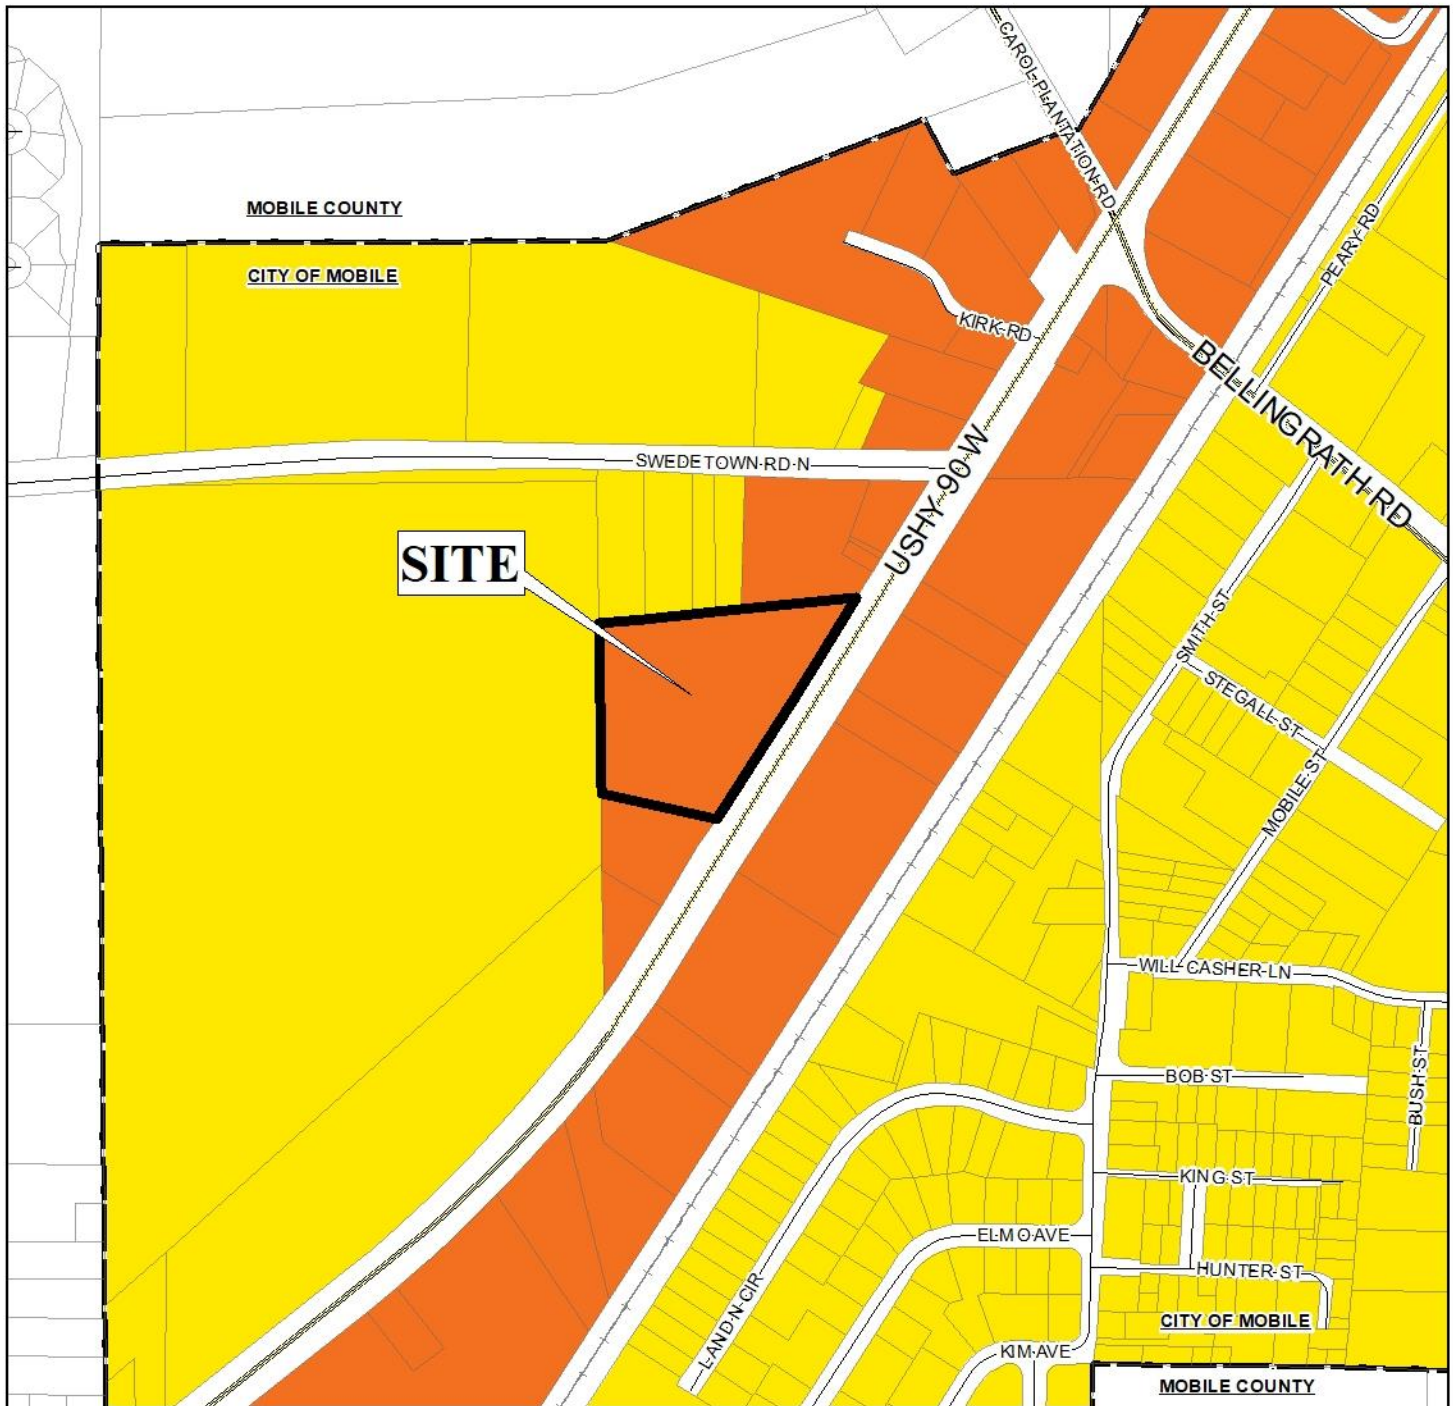 CAROL PLANTATION RD
MOBILE COUNTY
CITY OF MOBILE
PEARY RD
KIRK RD
BELLINGRATH RD
SWEDETOWN RD N
USHY 90 W
SITE
SMITH ST
STEGALL ST
MOBILE ST
WILL CASHER LN
BOB ST
BUSH ST
KING ST
ELMO AVE
HUNTER ST
LAND N CIR
CITY OF MOBILE
KIM AVE
MOBILE COUNTY